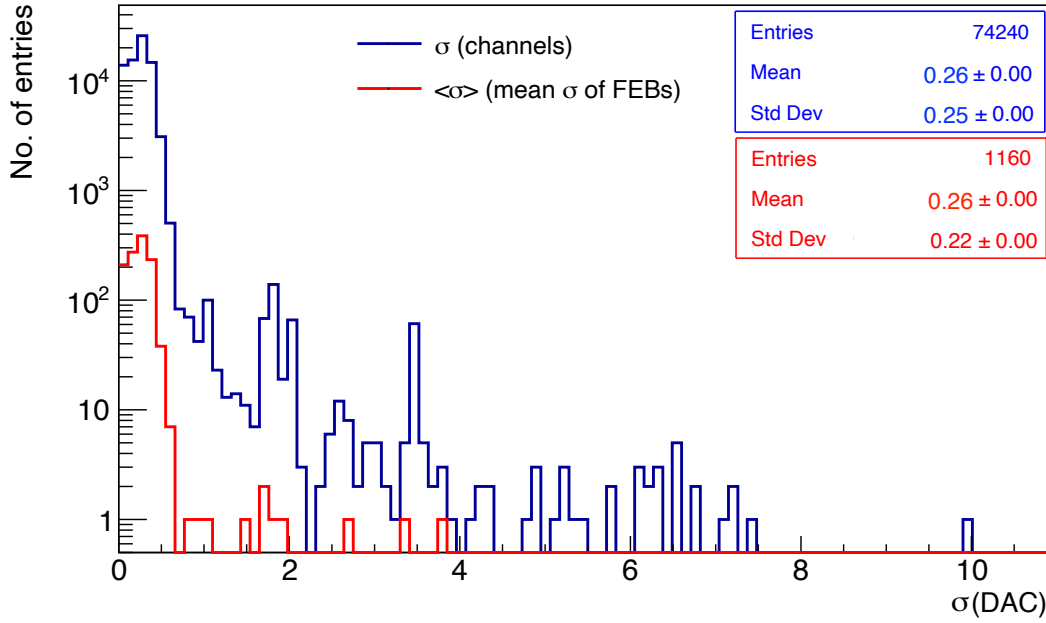 No. of entries
10⁴
10³
10²
10
1
0 2 4 6 8 10
σ(DAC)
σ (channels)
<σ> (mean σ of FEBs)
Entries 74240
Mean 0.26 ± 0.00
Std Dev 0.25 ± 0.00
Entries 1160
Mean 0.26 ± 0.00
Std Dev 0.22 ± 0.00